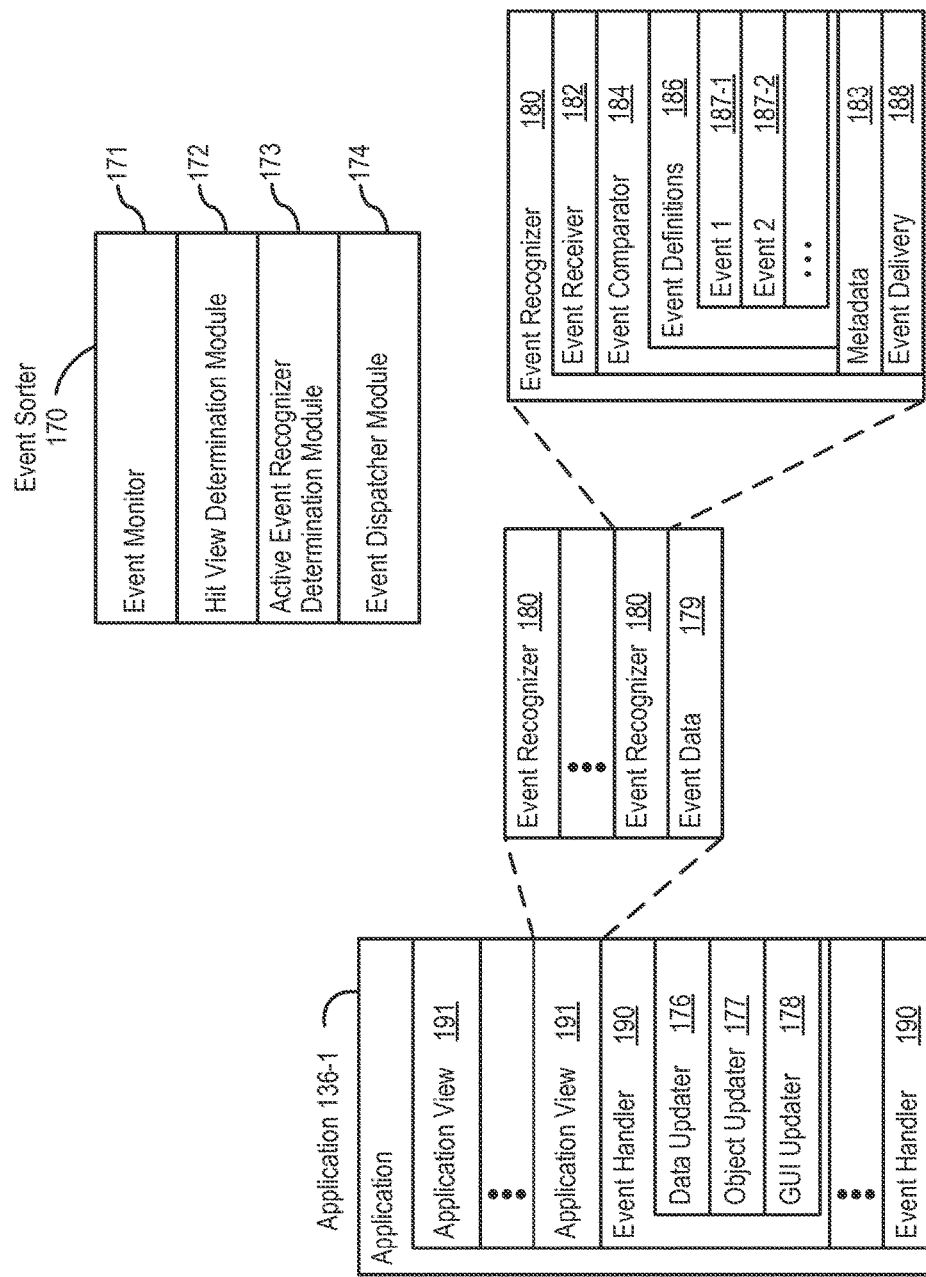 Event Sorter
170
Event Monitor
171
Hit View Determination Module
172
Active Event Recognizer
Determination Module
173
Event Dispatcher Module
174
Application 136-1
Application
Application View 191
•••
Application View 191
Event Handler 190
Data Updater 176
Object Updater 177
GUI Updater 178
•••
Event Handler 190
Event Recognizer 180
•••
Event Recognizer 180
Event Data 179
Event Recognizer 180
Event Receiver 182
Event Comparator 184
Event Definitions 186
Event 1 187-1
Event 2 187-2
•••
Metadata 183
Event Delivery 188